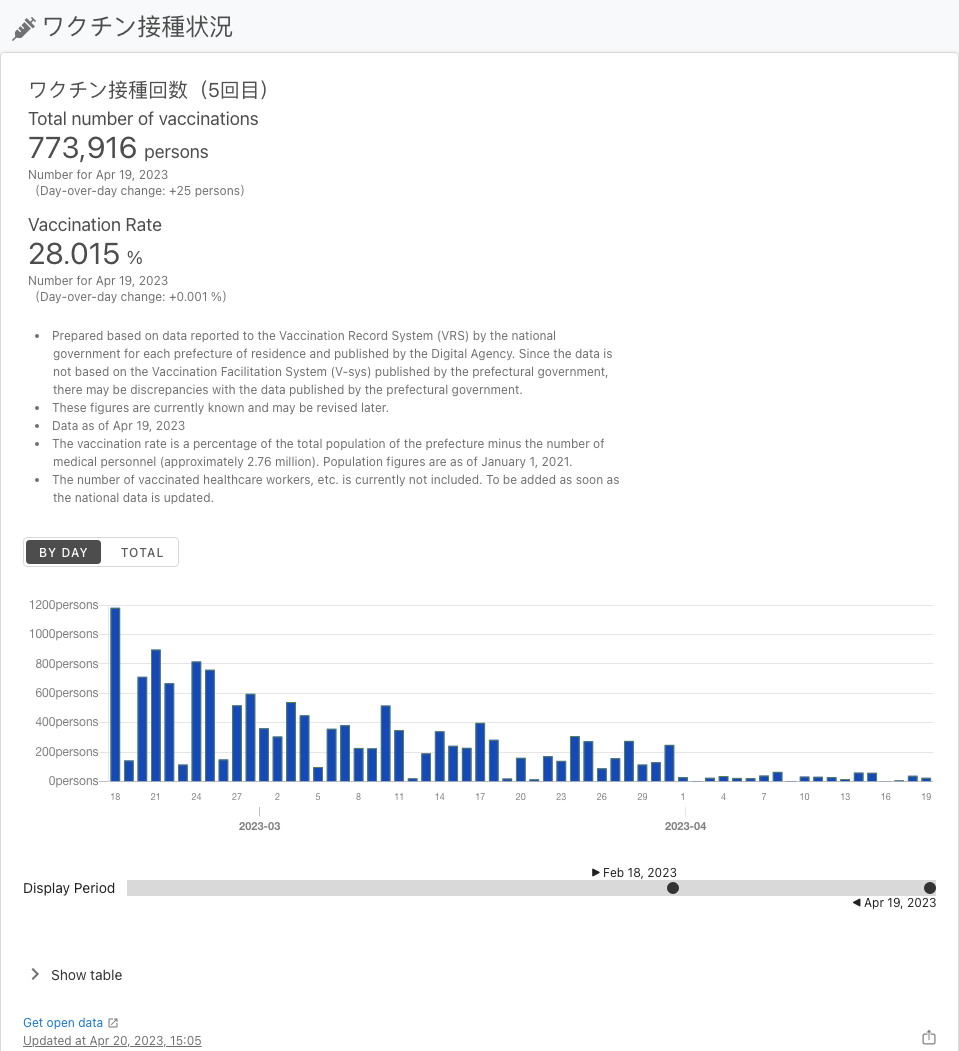 ワクチン接種状況
ワクチン接種回数（5回目）
Total number of vaccinations
773,916 persons
Number for Apr 19, 2023
(Day-over-day change: +25 persons)
Vaccination Rate
28.015 %
Number for Apr 19, 2023
(Day-over-day change: +0.001 %)
• Prepared based on data reported to the Vaccination Record System (VRS) by the national
government for each prefecture of residence and published by the Digital Agency. Since the data is
not based on the Vaccination Facilitation System (V-sys) published by the prefectural government,
there may be discrepancies with the data published by the prefectural government.
• These figures are currently known and may be revised later.
• Data as of Apr 19, 2023
• The vaccination rate is a percentage of the total population of the prefecture minus the number of
medical personnel (approximately 2.76 million). Population figures are as of January 1, 2021.
• The number of vaccinated healthcare workers, etc. is currently not included. To be added as soon as
the national data is updated.
BY DAY TOTAL
1200persons
1000persons
800persons
600persons
400persons
200persons
0persons
18 21 24 27 2 5 8 11 14 17 20 23 26 29 1 4 7 10 13 16 19
2023-03 2023-04
Feb 18, 2023
Display Period
Apr 19, 2023
Show table
Get open data
Updated at Apr 20, 2023, 15:05